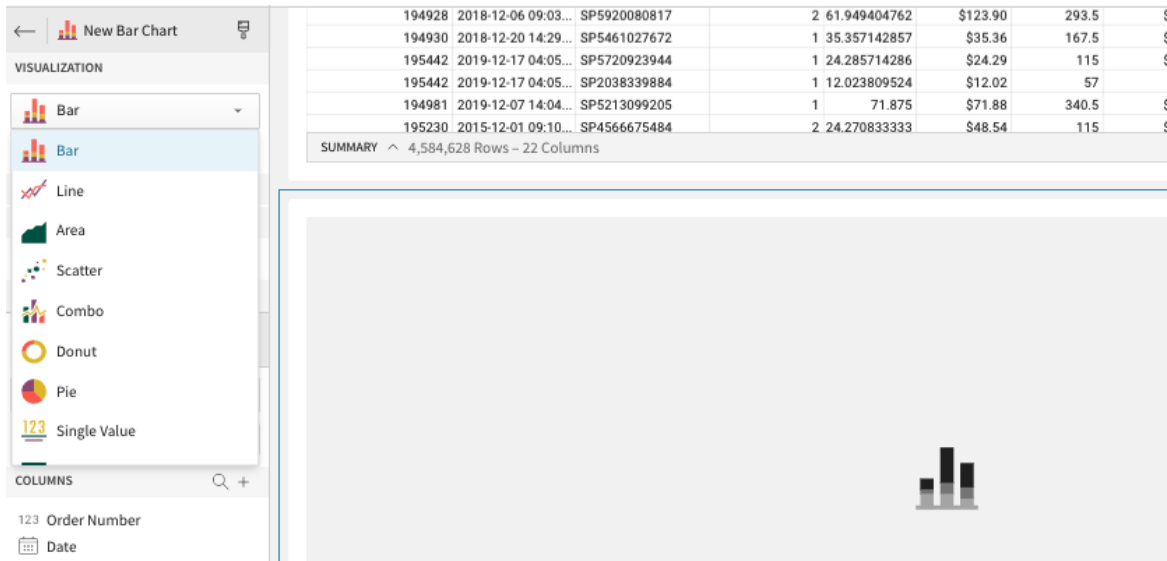 New Bar Chart
VISUALIZATION
Bar
Bar
Line
Area
Scatter
Combo
Donut
Pie
123 Single Value
COLUMNS
123 Order Number
Date
194928 2018-12-06 09:03... SP5920080817 2 61.949404762 $123.90 293.5 $
194930 2018-12-20 14:29... SP5461027672 1 35.357142857 $35.36 167.5 $
195442 2019-12-17 04:05... SP5720923944 1 24.285714286 $24.29 115 $
195442 2019-12-17 04:05... SP2038339884 1 12.023809524 $12.02 57
194981 2019-12-07 14:04... SP5213099205 1 71.875 $71.88 340.5 $
195230 2015-12-01 09:10... SP4566675484 2 24.270833333 $48.54 115 $
SUMMARY 4,584,628 Rows – 22 Columns